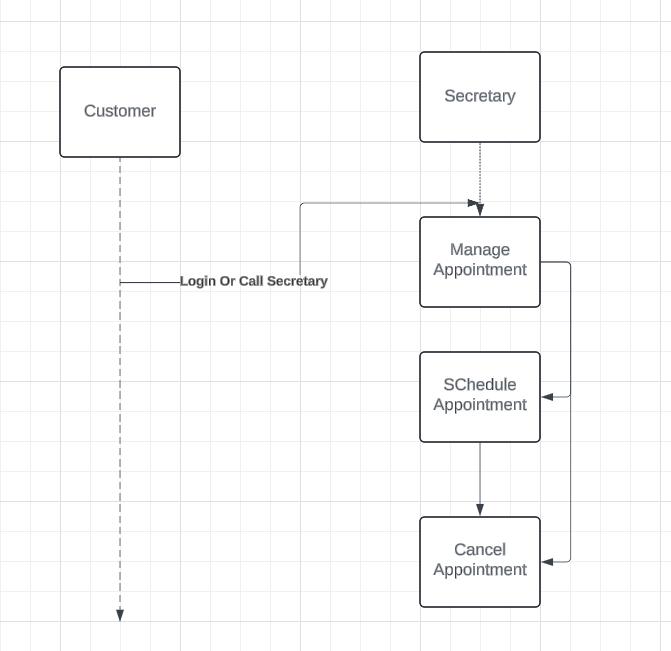 Customer
Secretary
Manage
Appointment
Login Or Call Secretary
SChedule
Appointment
Cancel
Appointment